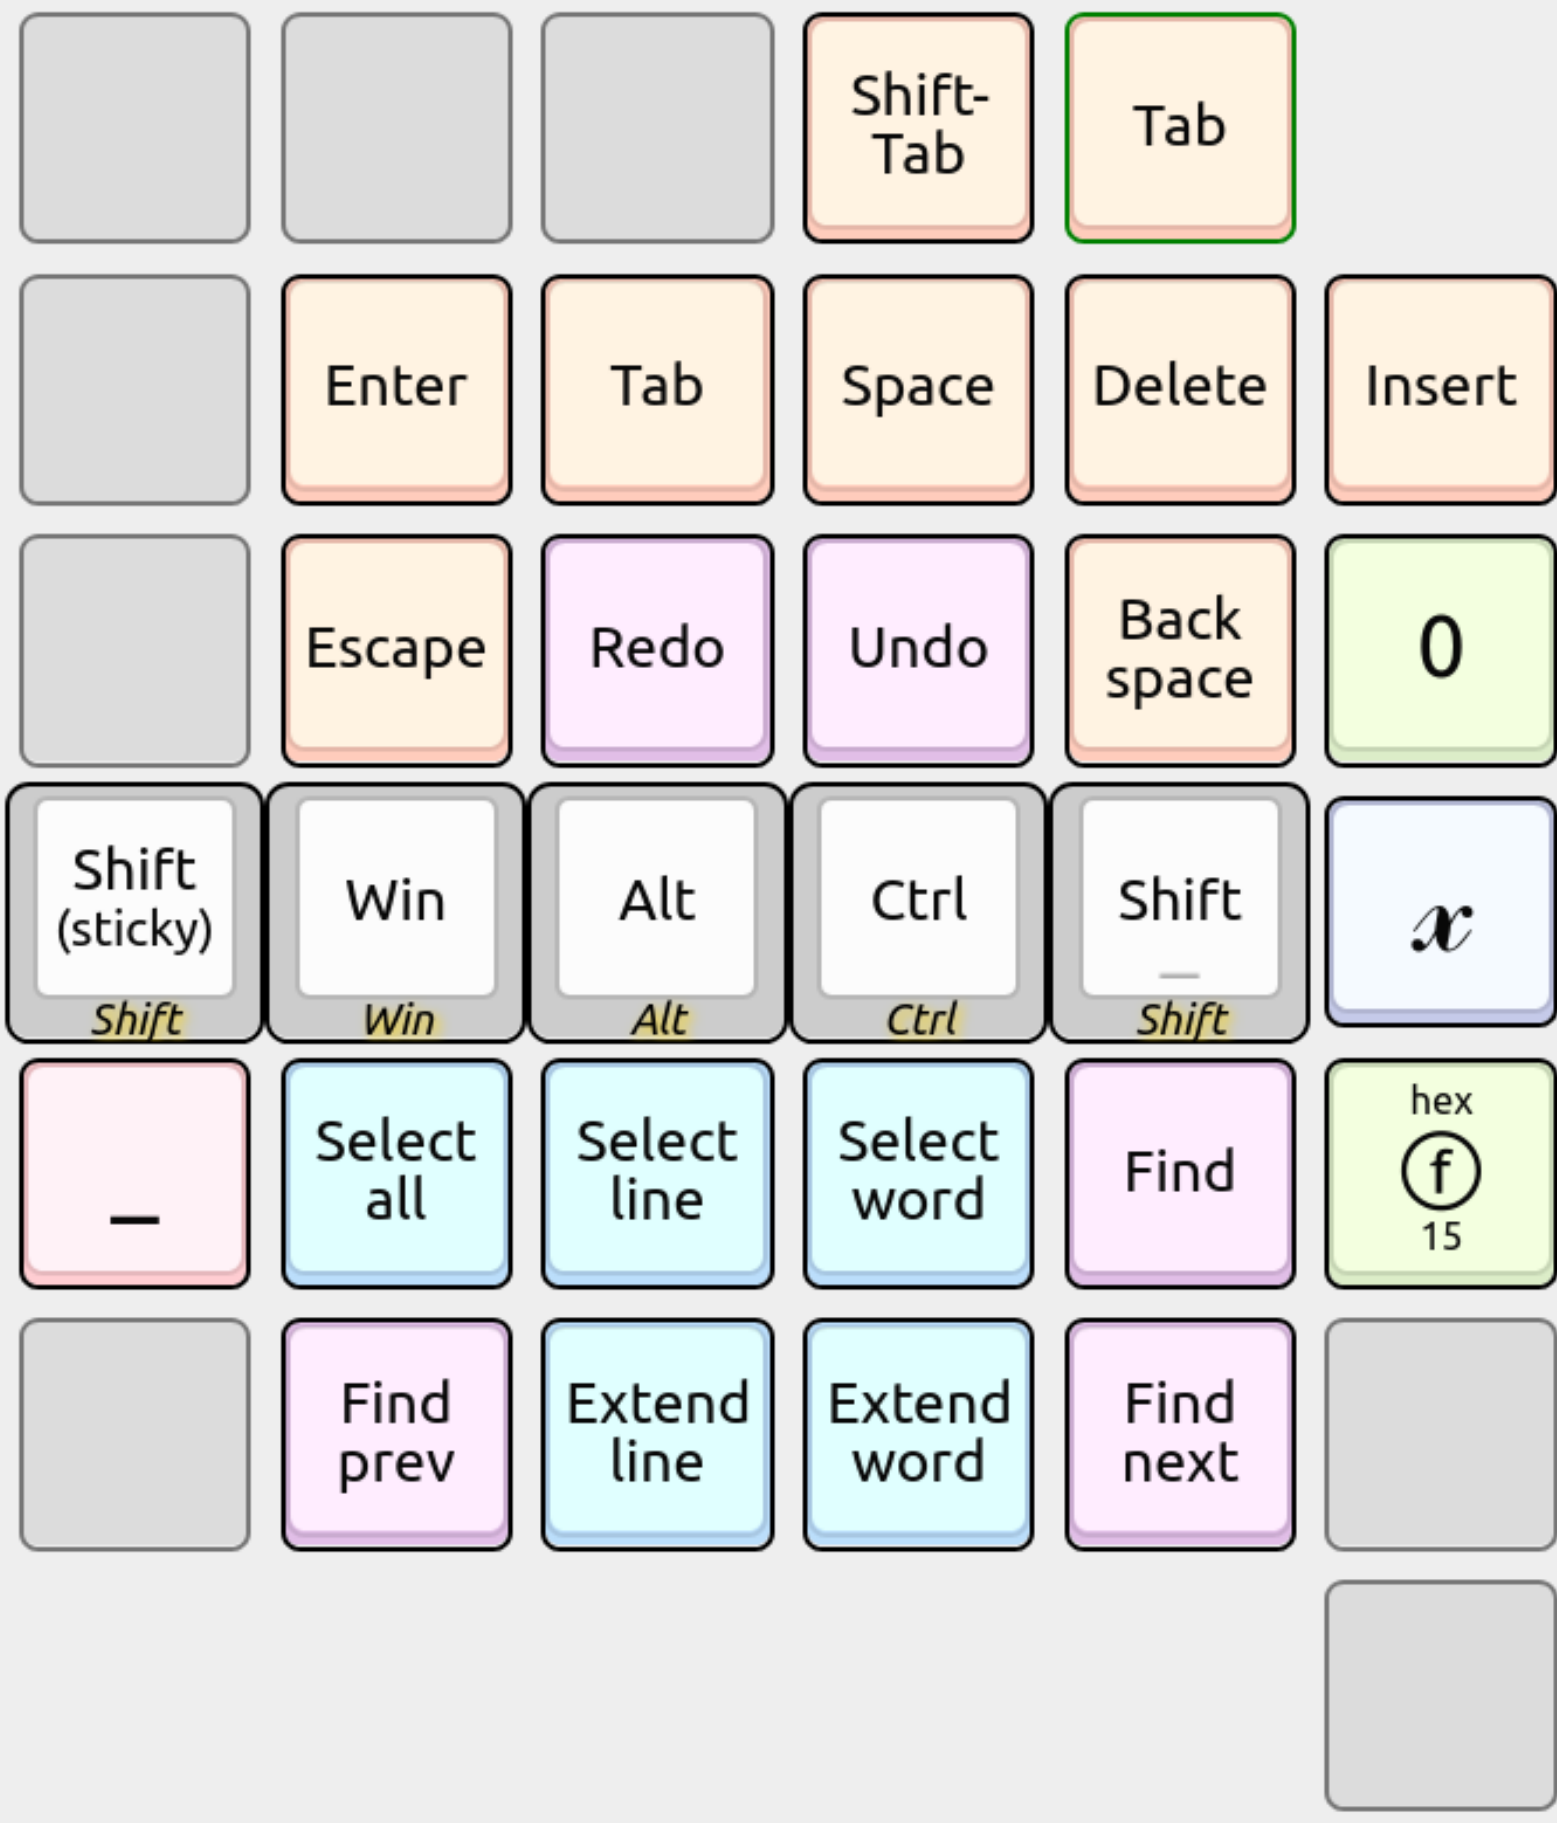 Shift-
Tab
Tab
Enter
Tab
Space
Delete
Insert
Escape
Redo
Undo
Back
space
0
Shift
(sticky)
Shift
Win
Win
Alt
Alt
Ctrl
Ctrl
Shift
_
Shift
x
_
Select
all
Select
line
Select
word
Find
hex
f
15
Find
prev
Extend
line
Extend
word
Find
next